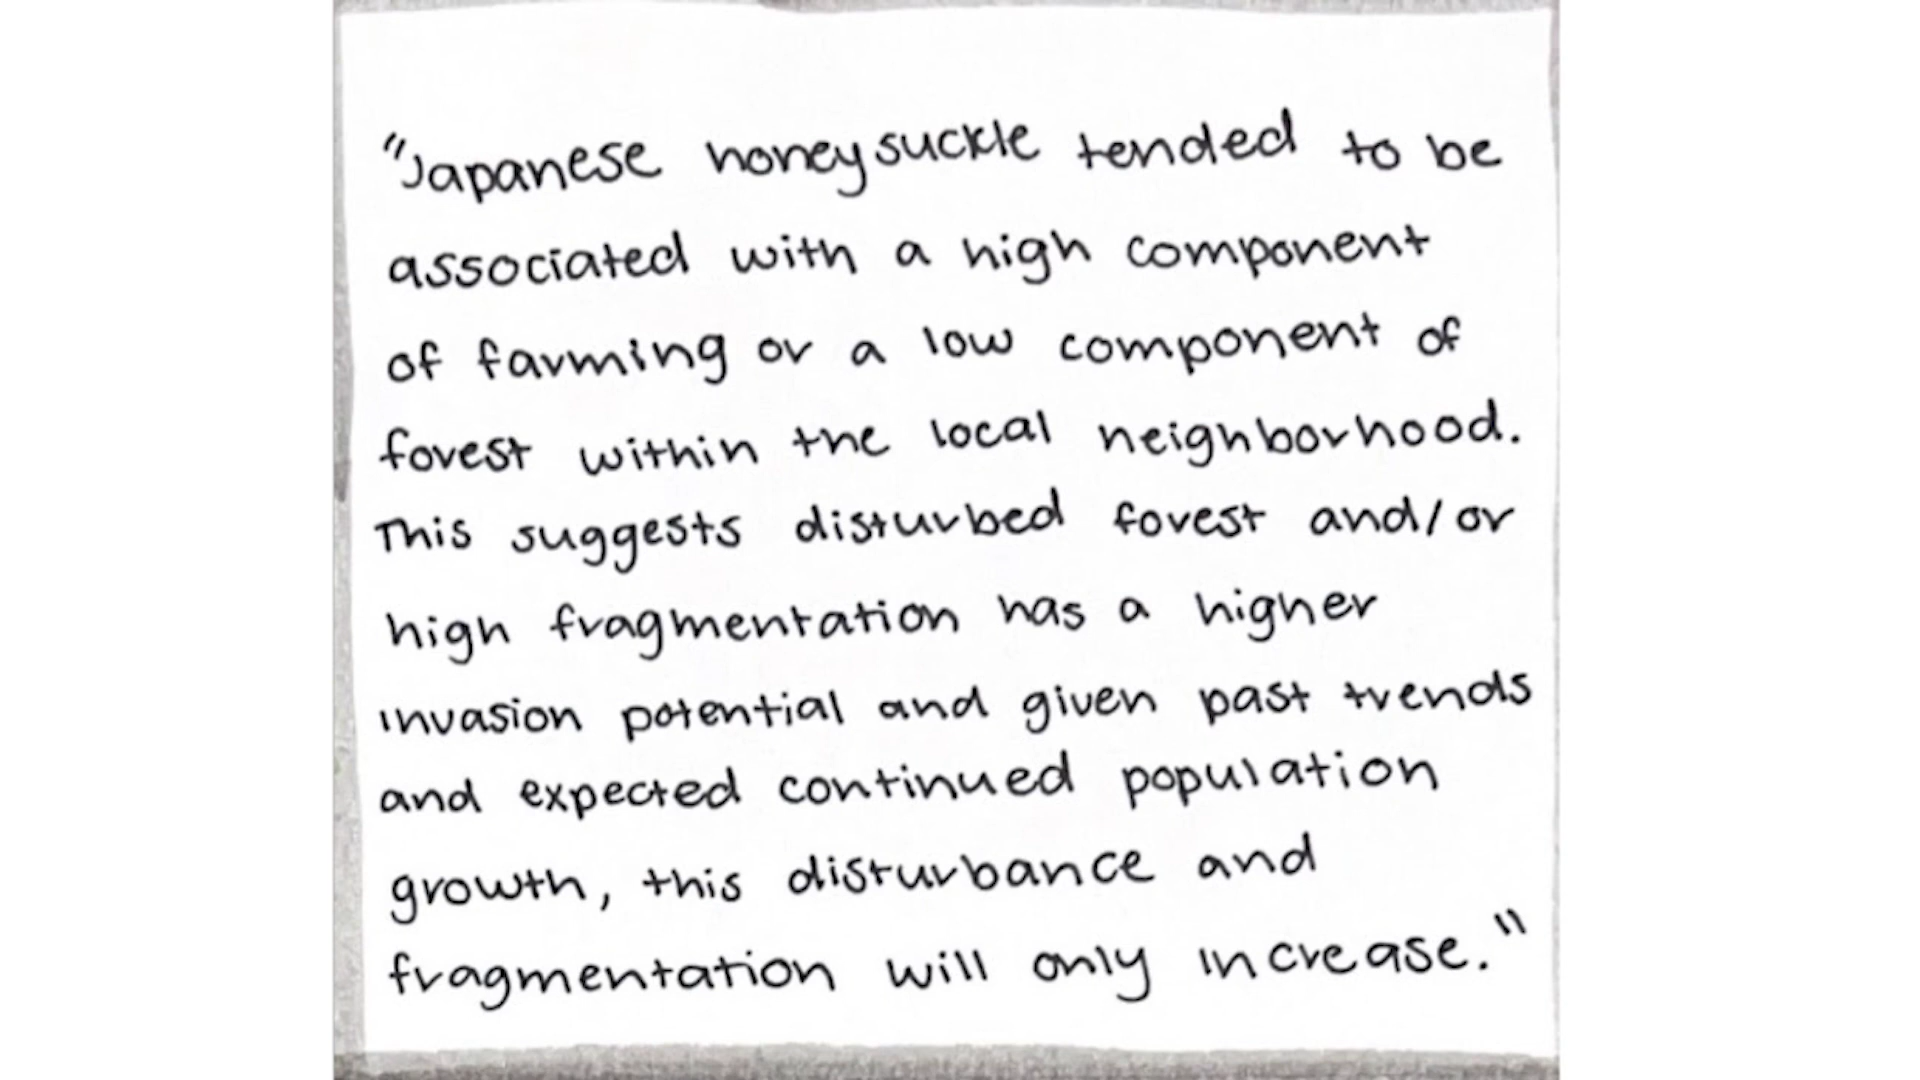 "Japanese honeysuckle tended to be
associated with a high component
of farming or a low component of
forest within the local neighborhood.
This suggests disturbed forest and/or
high fragmentation has a higher
invasion potential and given past trends
and expected continued population
growth, this disturbance and
fragmentation will only increase."